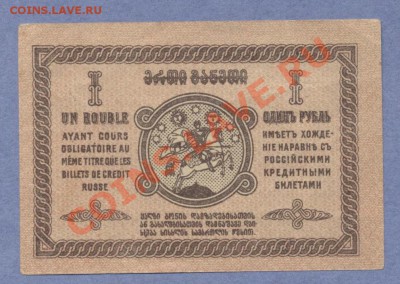 COINS.LAVE.RU
ერთი მანეთი
I
I
UN ROUBLE
AYANT COURS
OBLIGATOIRE AU
MÊME TITRE QUE LES
BILLETS DE CREDIT
RUSSE
ОДИНЪ РУБЛЬ
ИМѢЕТЪ ХОЖДЕ-
НІЕ НАРАВНѢ СЪ
РОССІЙСКИМИ
КРЕДИТНЫМИ
БИЛЕТАМИ
COINS.LAVE.RU